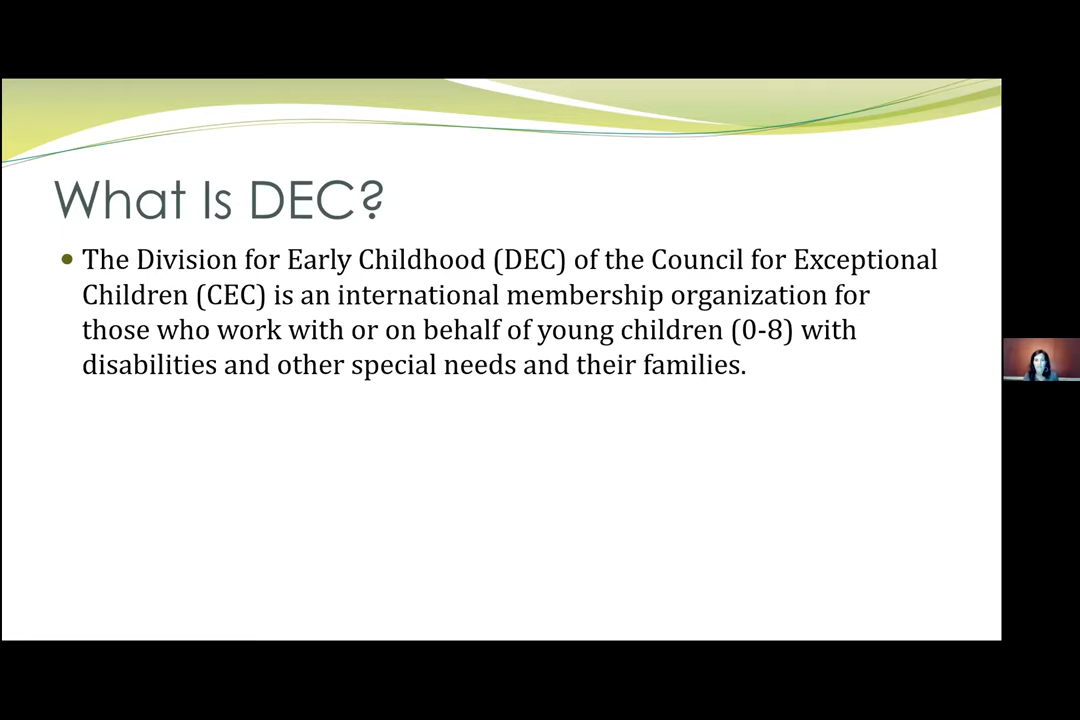 What Is DEC?
• The Division for Early Childhood (DEC) of the Council for Exceptional
Children (CEC) is an international membership organization for
those who work with or on behalf of young children (0-8) with
disabilities and other special needs and their families.